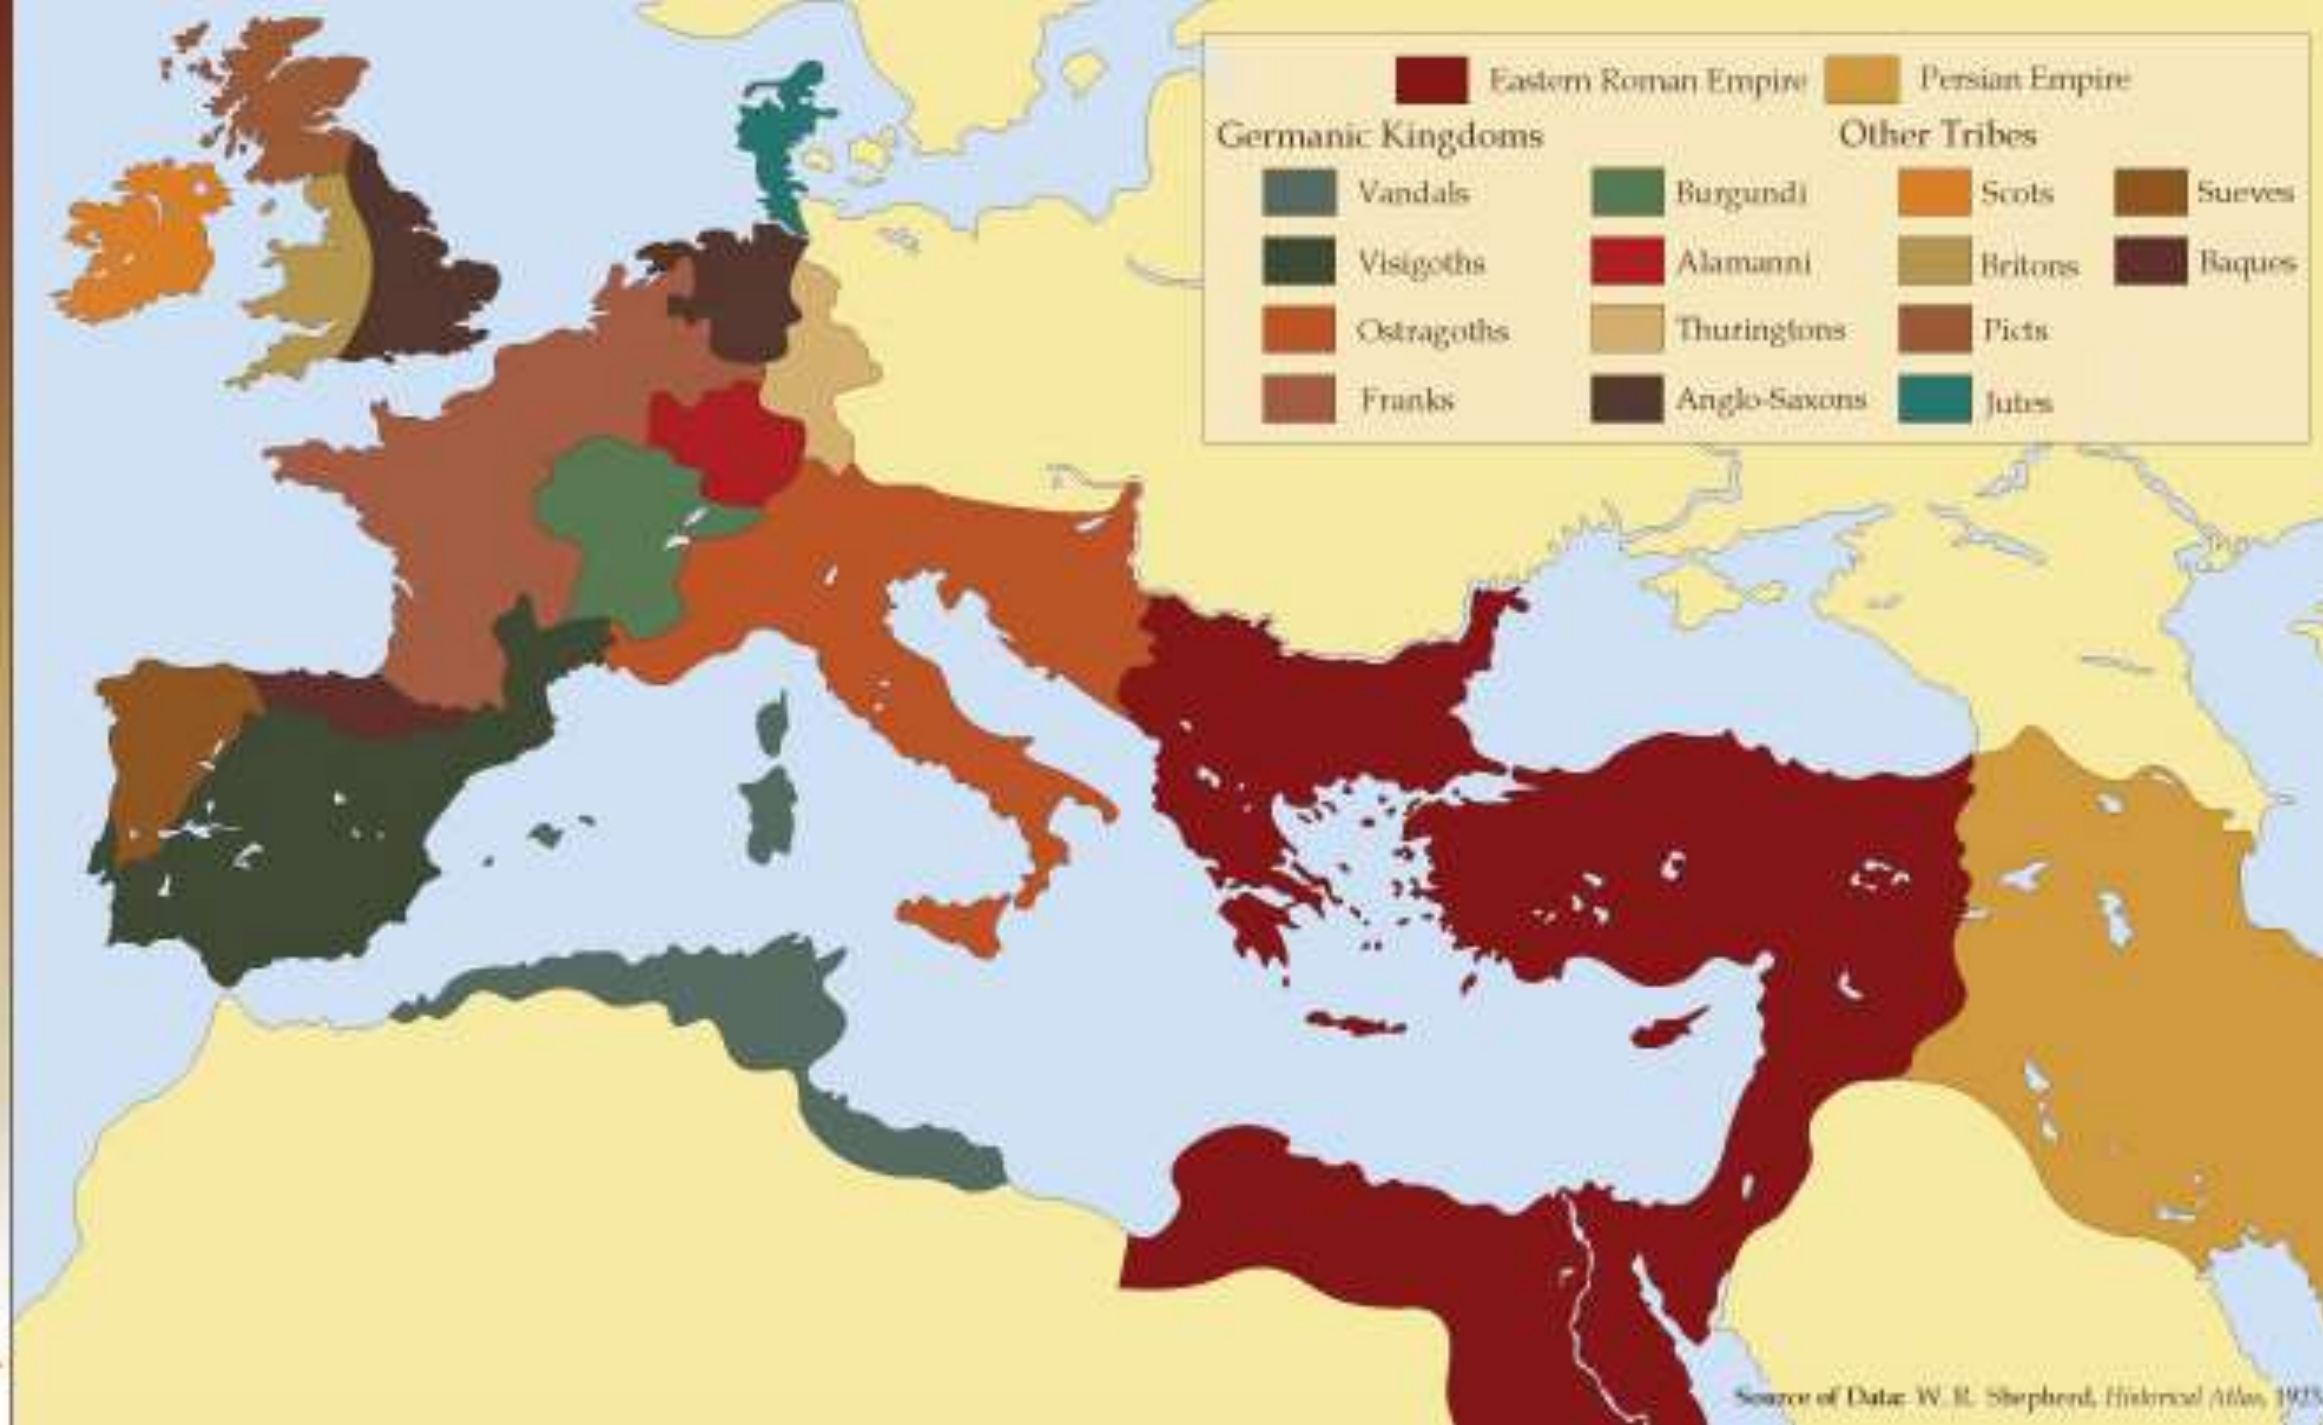 Eastern Roman Empire Persian Empire
Germanic Kingdoms Other Tribes
Vandals Burgundi Scots Sueves
Visigoths Alamanni Britons Baques
Ostragoths Thuringtons Picts
Franks Anglo-Saxons Jutes
Source of Data: W. R. Shepherd, Historical Atlas,